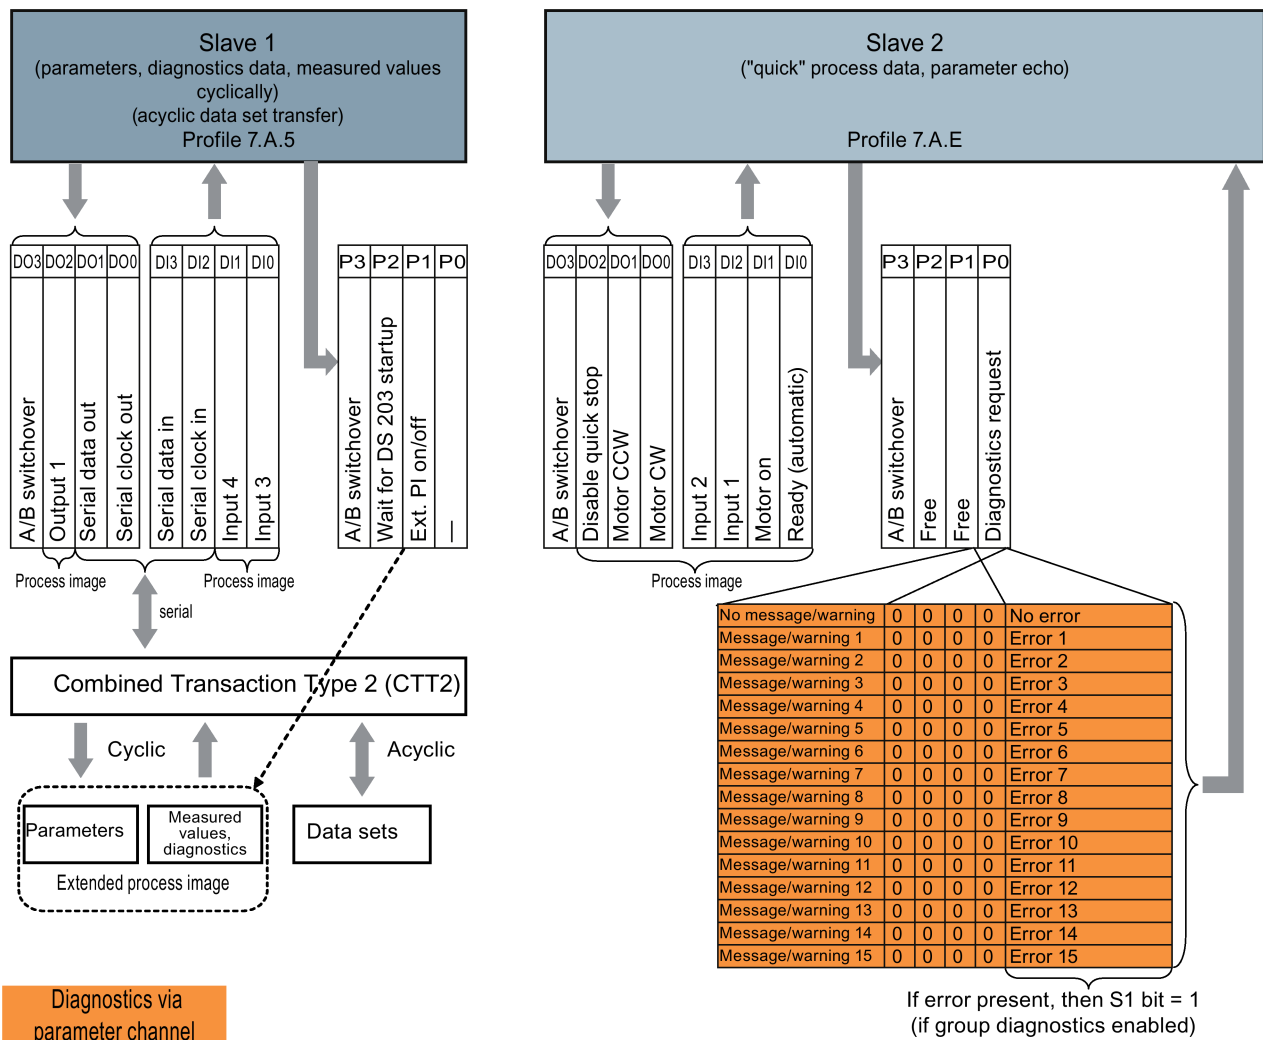 Slave 1
(parameters, diagnostics data, measured values
cyclically)
(acyclic data set transfer)
Profile 7.A.5
Slave 2
("quick" process data, parameter echo)
Profile 7.A.E
DO3 DO2 DO1 DO0
DI3 DI2 DI1 DI0
P3 P2 P1 P0
A/B switchover
Output 1
Serial data out
Serial clock out
Serial data in
Serial clock in
Input 4
Input 3
A/B switchover
Wait for DS 203 startup
Ext. PI on/off
—
DO3 DO2 DO1 DO0
DI3 DI2 DI1 DI0
P3 P2 P1 P0
A/B switchover
Disable quick stop
Motor CCW
Motor CW
Input 2
Input 1
Motor on
Ready (automatic)
A/B switchover
Free
Free
Diagnostics request
Process image
Process image
Process image
serial
Combined Transaction Type 2 (CTT2)
Cyclic
Acyclic
Parameters
Measured
values,
diagnostics
Data sets
Extended process image
No message/warning 0 0 0 0 No error
Message/warning 1 0 0 0 0 Error 1
Message/warning 2 0 0 0 0 Error 2
Message/warning 3 0 0 0 0 Error 3
Message/warning 4 0 0 0 0 Error 4
Message/warning 5 0 0 0 0 Error 5
Message/warning 6 0 0 0 0 Error 6
Message/warning 7 0 0 0 0 Error 7
Message/warning 8 0 0 0 0 Error 8
Message/warning 9 0 0 0 0 Error 9
Message/warning 10 0 0 0 0 Error 10
Message/warning 11 0 0 0 0 Error 11
Message/warning 12 0 0 0 0 Error 12
Message/warning 13 0 0 0 0 Error 13
Message/warning 14 0 0 0 0 Error 14
Message/warning 15 0 0 0 0 Error 15
If error present, then S1 bit = 1
(if group diagnostics enabled)
Diagnostics via
parameter channel